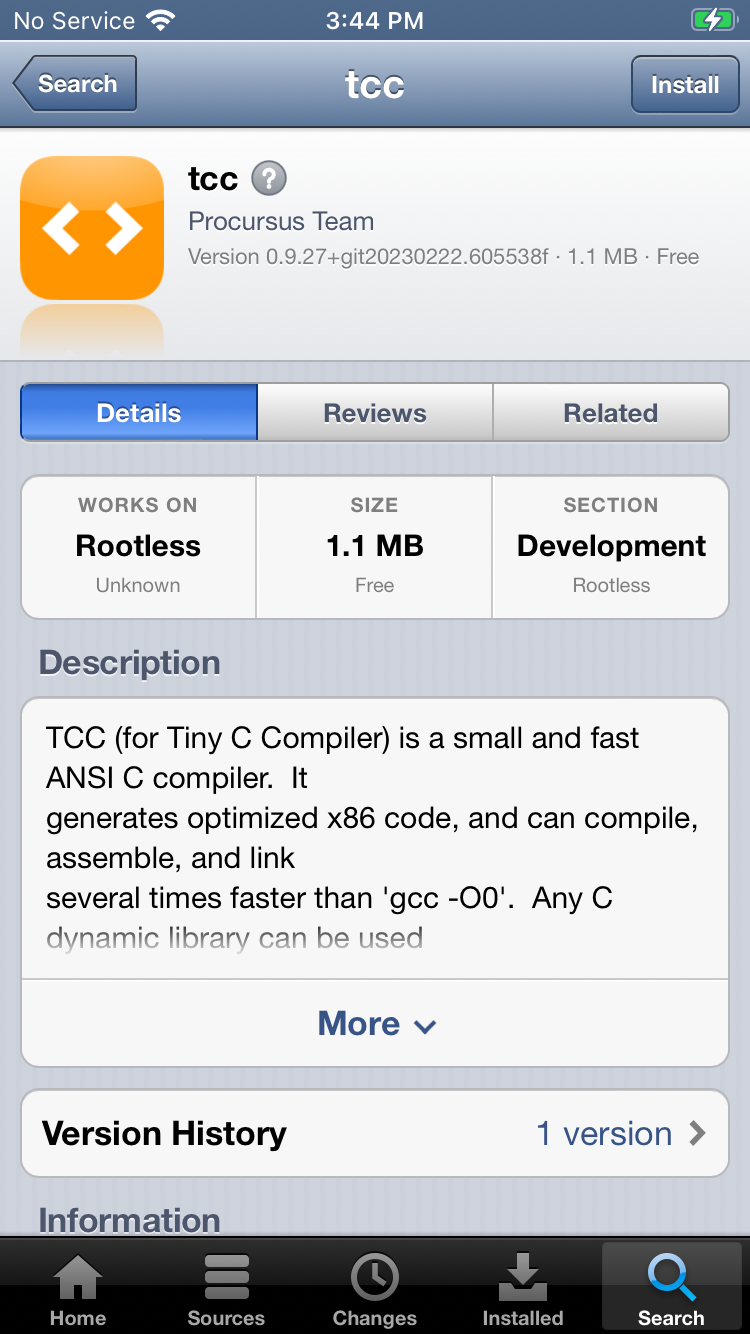 No Service
3:44 PM
Search
tcc
Install
tcc ?
Procursus Team
Version 0.9.27+git20230222.605538f · 1.1 MB · Free
Details
Reviews
Related
WORKS ON
Rootless
Unknown
SIZE
1.1 MB
Free
SECTION
Development
Rootless
Description
TCC (for Tiny C Compiler) is a small and fast
ANSI C compiler.  It
generates optimized x86 code, and can compile,
assemble, and link
several times faster than 'gcc -O0'.  Any C
dynamic library can be used
More
Version History
1 version
Information
Home
Sources
Changes
Installed
Search